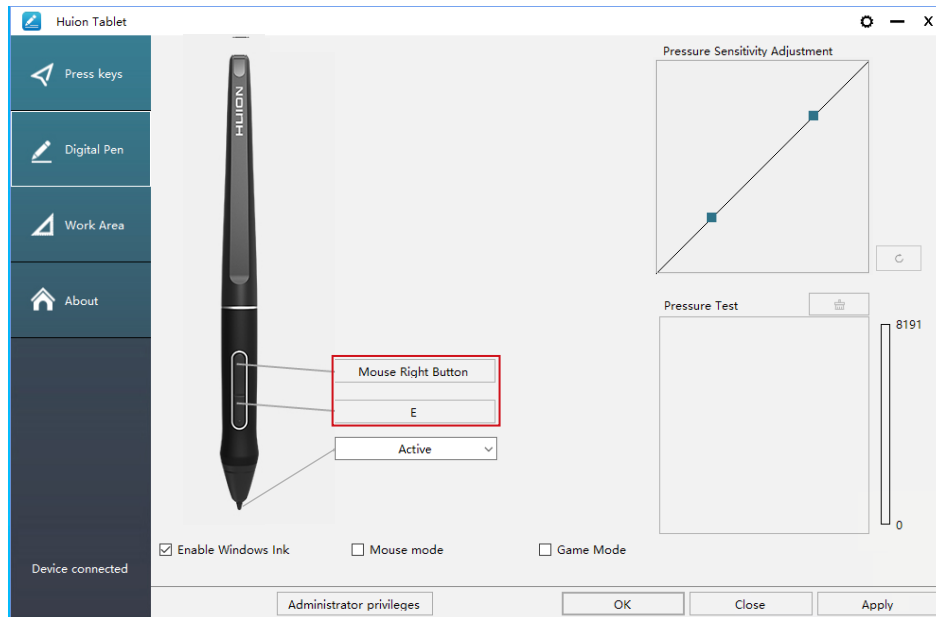 Huion Tablet
Press keys
Digital Pen
Work Area
About
Device connected
HUION
Mouse Right Button
E
Active
Pressure Sensitivity Adjustment
Pressure Test
8191
0
Enable Windows Ink
Mouse mode
Game Mode
Administrator privileges
OK
Close
Apply